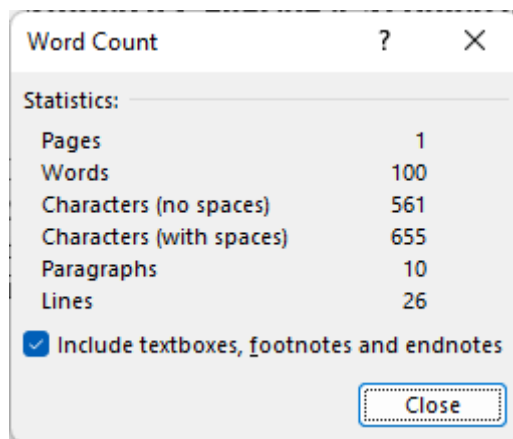 Word Count ? ×
Statistics:
Pages 1
Words 100
Characters (no spaces) 561
Characters (with spaces) 655
Paragraphs 10
Lines 26
Include textboxes, footnotes and endnotes
Close